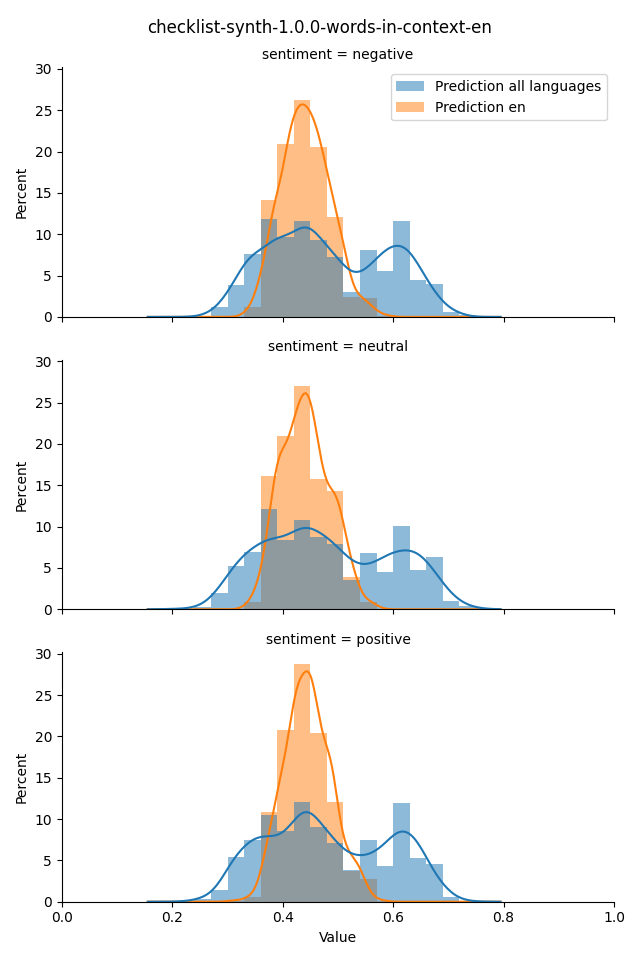 checklist-synth-1.0.0-words-in-context-en
sentiment = negative
Prediction all languages
Prediction en
30
25
20
15
10
5
0
Percent
sentiment = neutral
30
25
20
15
10
5
0
Percent
sentiment = positive
30
25
20
15
10
5
0
Percent
0.0 0.2 0.4 0.6 0.8 1.0
Value